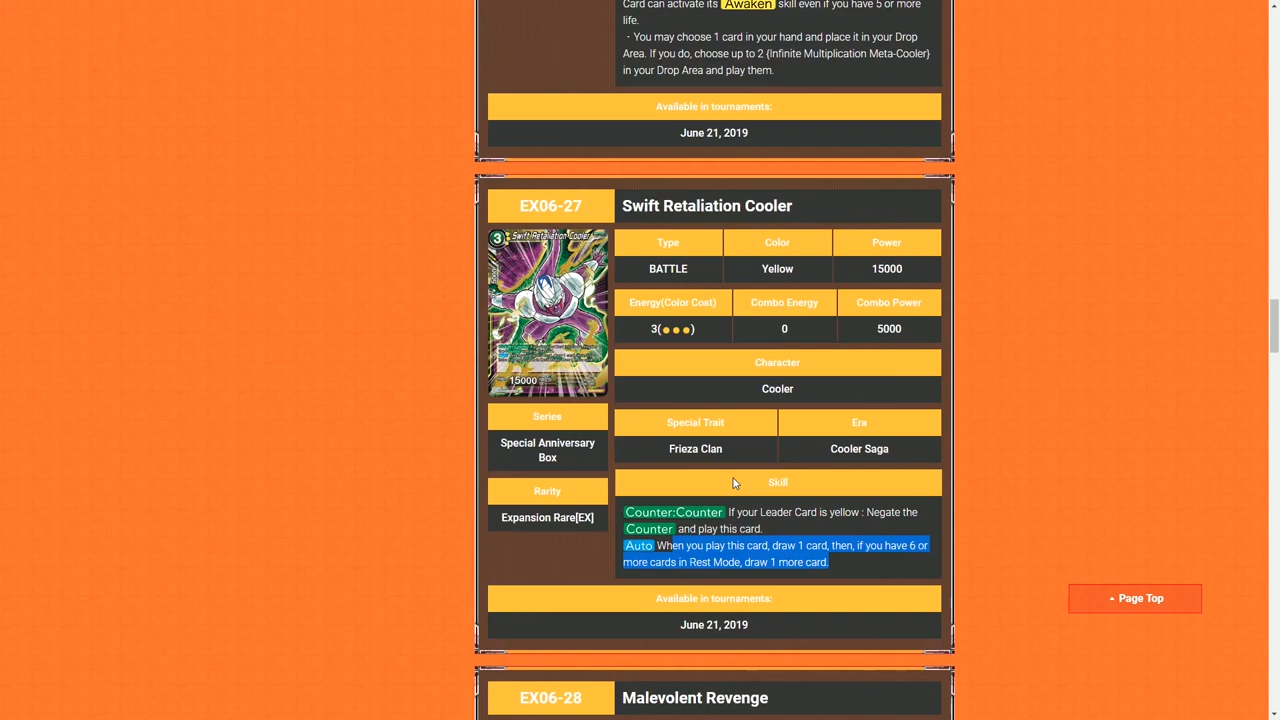 Card can activate its Awaken skill even if you have 5 or more
life.
・You may choose 1 card in your hand and place it in your Drop
Area. If you do, choose up to 2 {Infinite Multiplication Meta-Cooler}
in your Drop Area and play them.
Available in tournaments:
June 21, 2019
EX06-27
Swift Retaliation Cooler
3
Swift Retaliation Cooler
15000
Type
Color
Power
BATTLE
Yellow
15000
Energy(Color Cost)
Combo Energy
Combo Power
3(●●●)
0
5000
Character
Cooler
Series
Special Anniversary
Box
Special Trait
Era
Frieza Clan
Cooler Saga
Rarity
Expansion Rare[EX]
Skill
Counter:Counter If your Leader Card is yellow : Negate the
Counter and play this card.
Auto When you play this card, draw 1 card, then, if you have 6 or
more cards in Rest Mode, draw 1 more card.
Available in tournaments:
June 21, 2019
Page Top
EX06-28
Malevolent Revenge